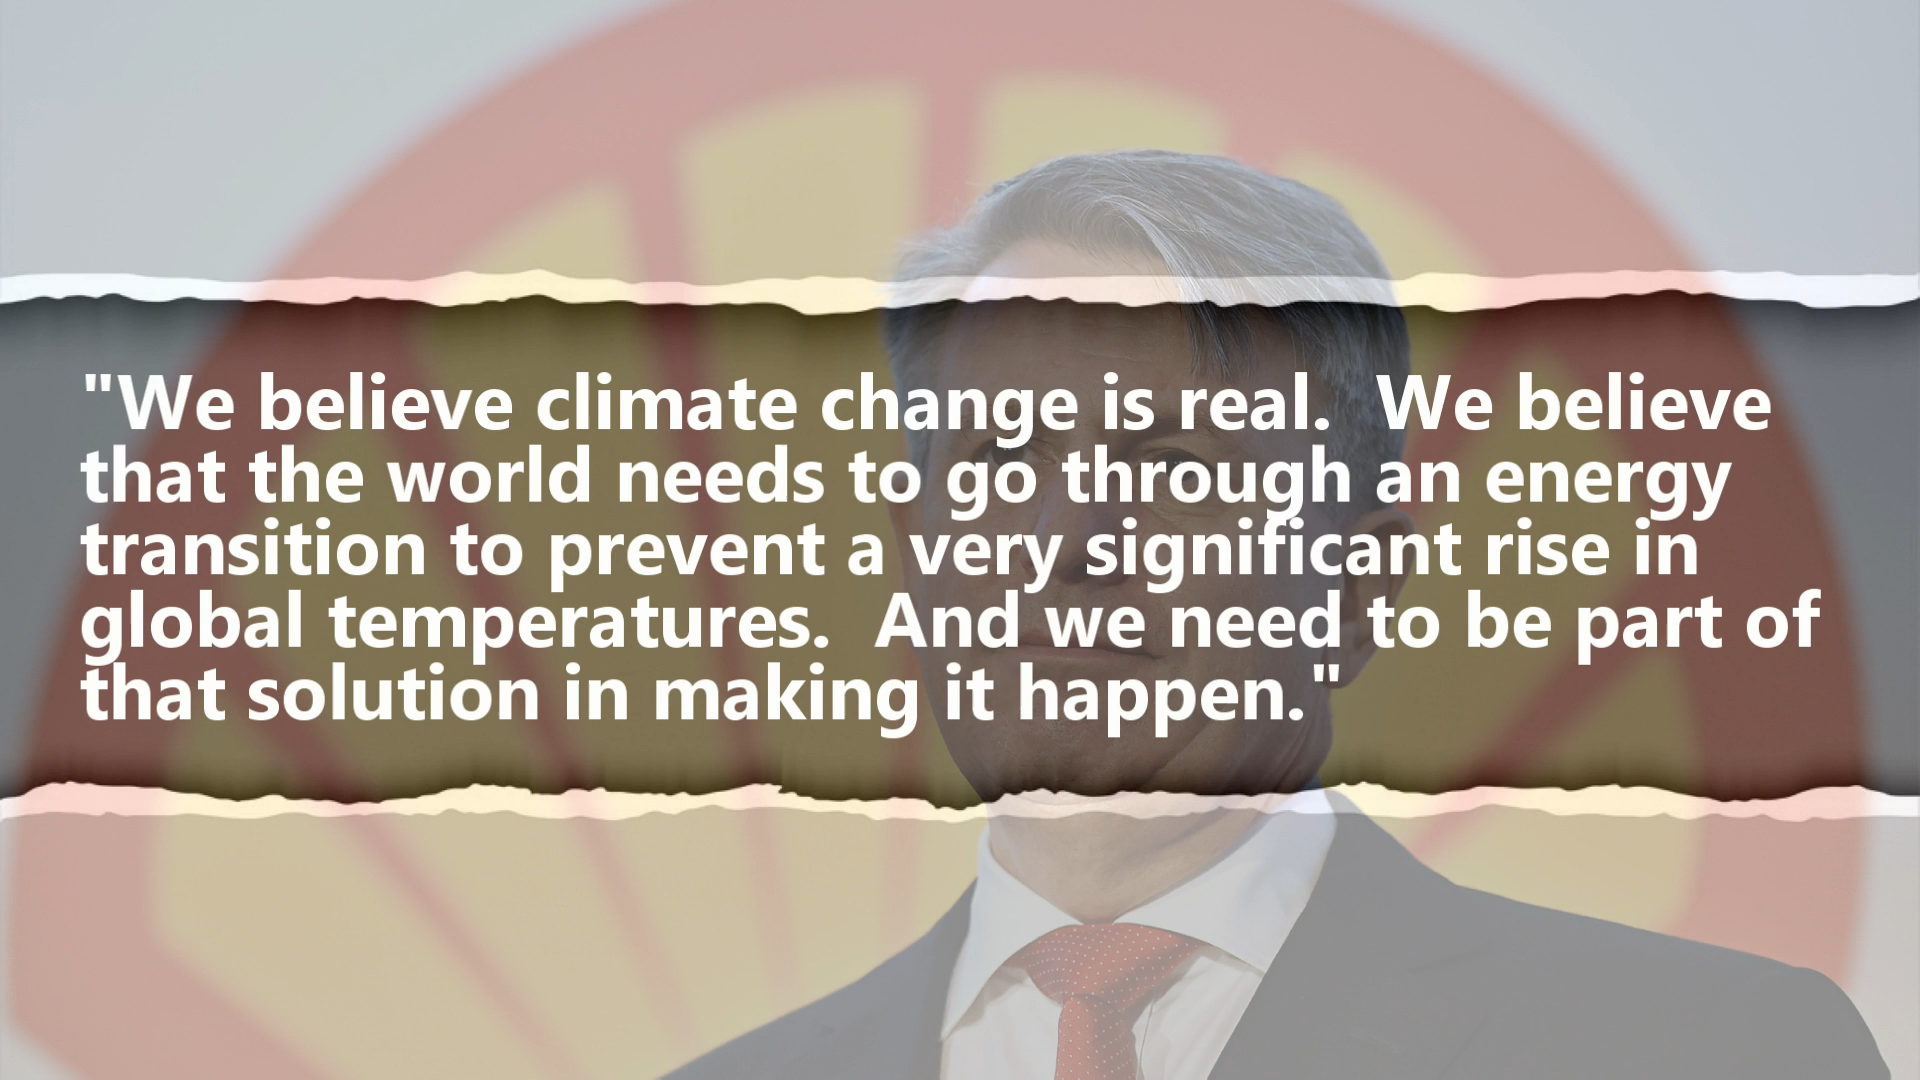 "We believe climate change is real.  We believe
that the world needs to go through an energy
transition to prevent a very significant rise in
global temperatures.  And we need to be part of
that solution in making it happen."